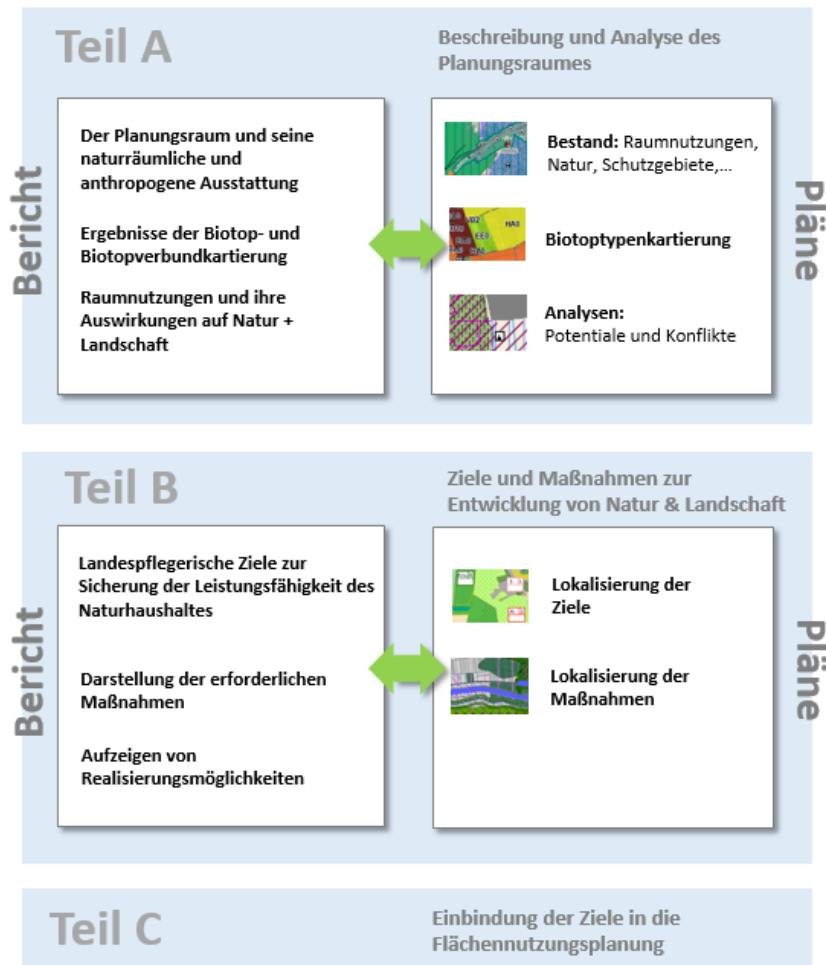 Teil A
Beschreibung und Analyse des
Planungsraumes
Bericht
Der Planungsraum und seine
naturräumliche und
anthropogene Ausstattung
Ergebnisse der Biotop- und
Biotopverbundkartierung
Raumnutzungen und ihre
Auswirkungen auf Natur +
Landschaft
Bestand: Raumnutzungen,
Natur, Schutzgebiete,...
HA0
EE0
Biotoptypenkartierung
Analysen:
Potentiale und Konflikte
Pläne
Teil B
Ziele und Maßnahmen zur
Entwicklung von Natur & Landschaft
Bericht
Landespflegerische Ziele zur
Sicherung der Leistungsfähigkeit des
Naturhaushaltes
Darstellung der erforderlichen
Maßnahmen
Aufzeigen von
Realisierungsmöglichkeiten
Lokalisierung der
Ziele
Lokalisierung der
Maßnahmen
Pläne
Teil C
Einbindung der Ziele in die
Flächennutzungsplanung